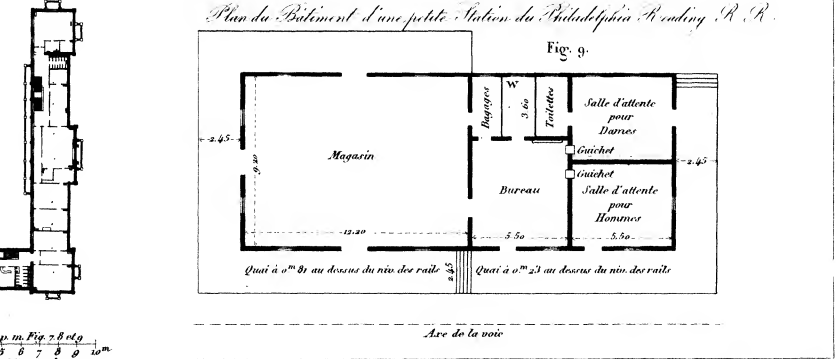 Plan du Bâtiment d'une petite Station du Philadelphia Reading R. R.
Fig. 9.
Bagages
W
3.60
Toilettes
Salle d'attente
pour
Dames
2.45
9.20
Magasin
Guichet
2.45
Guichet
Bureau
Salle d'attente
pour
Hommes
12.20
5.50
5.50
Quai à 0m 81 au dessus du niv. des rails
2.45
Quai à 0m 23 au dessus du niv. des rails
Axe de la voie
p. m. Fig. 7. 8 et 9
5 6 7 8 9 10m